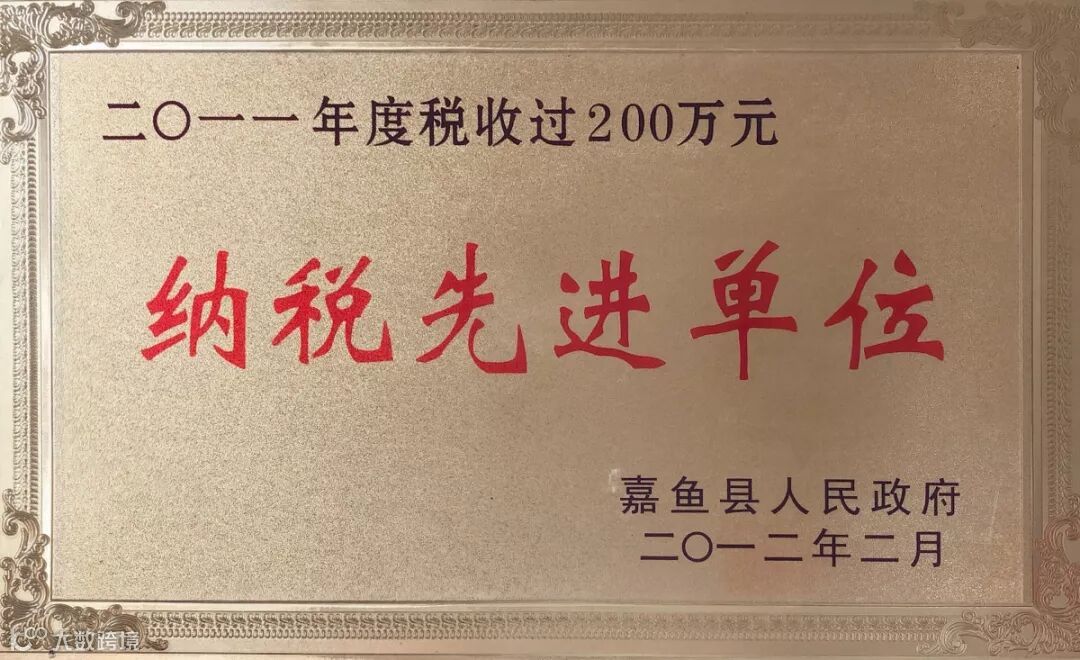 二〇一一年度税收过200万元
纳税先进单位
嘉鱼县人民政府
二〇一二年二月
大数跨境